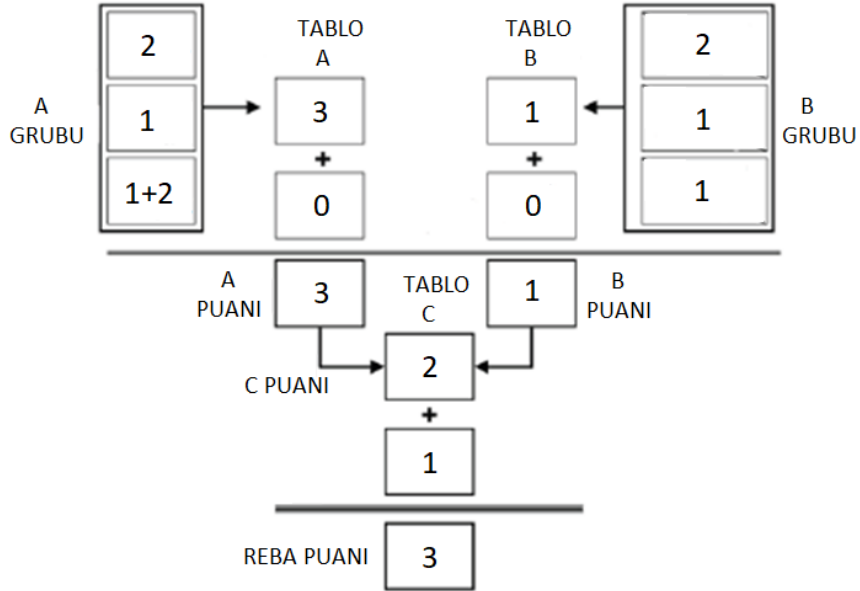 2
1
1+2
A
GRUBU
TABLO
A
3
+
0
TABLO
B
1
+
0
2
1
1
B
GRUBU
A
PUANI
3
TABLO
C
1
B
PUANI
C PUANI
2
+
1
REBA PUANI
3